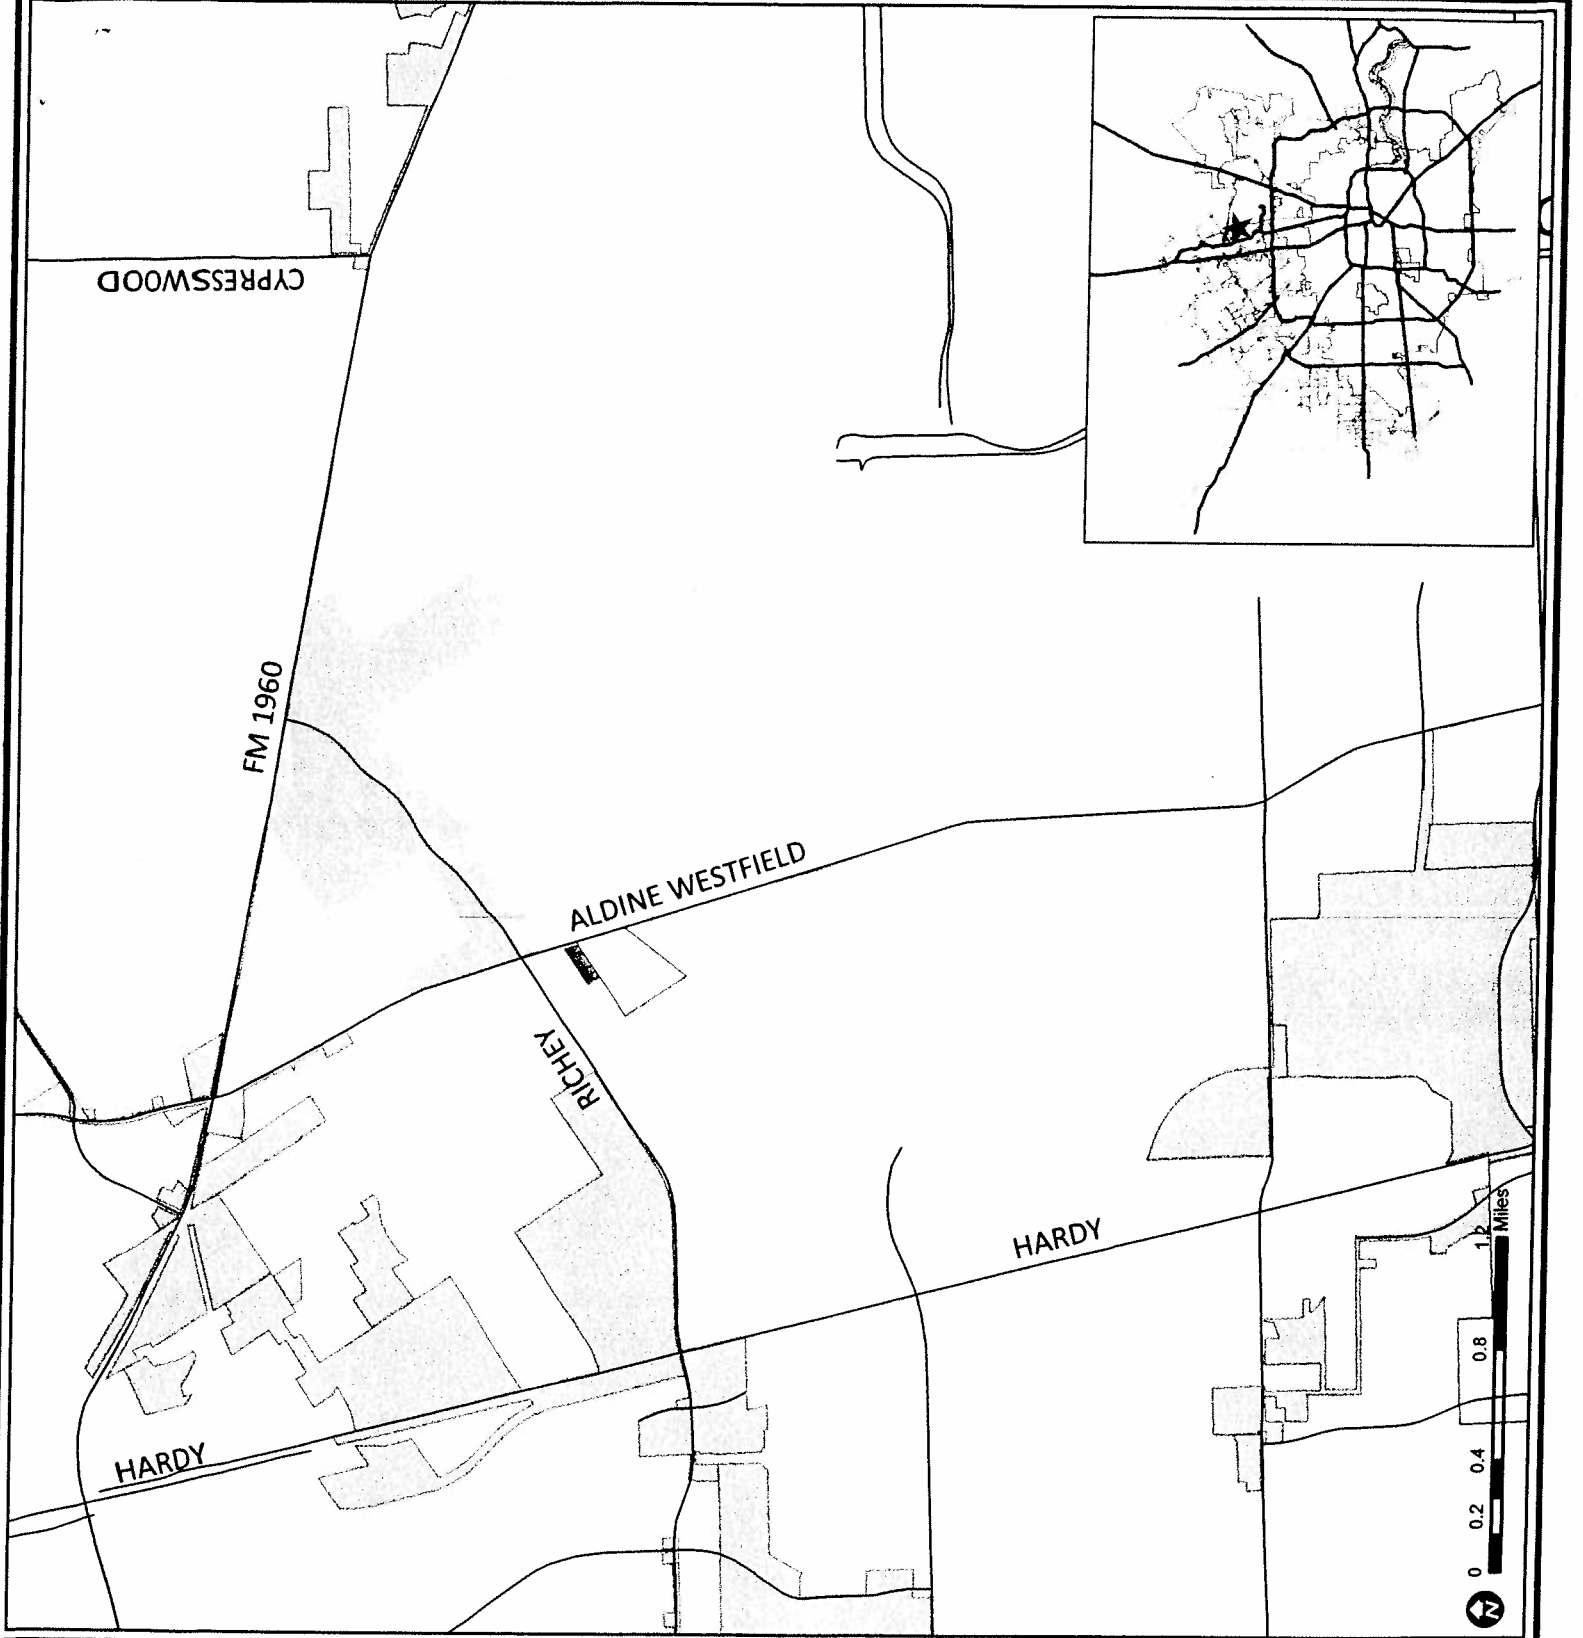 CYPRESSWOOD
FM 1960
ALDINE WESTFIELD
RICHEY
HARDY
HARDY
0 0.2 0.4 0.8 1.2
Miles
N